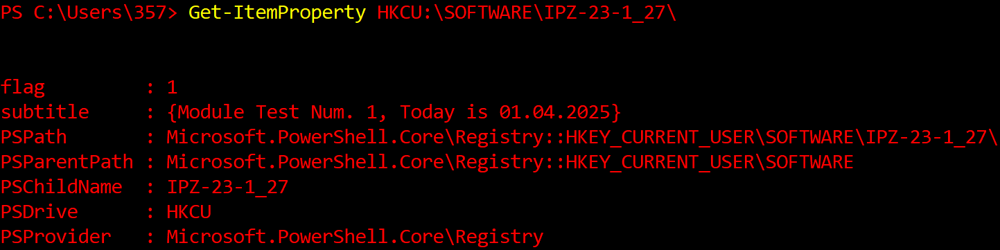 PS C:\Users\357> Get-ItemProperty HKCU:\SOFTWARE\IPZ-23-1_27\
flag         : 1
subtitle     : {Module Test Num. 1, Today is 01.04.2025}
PSPath       : Microsoft.PowerShell.Core\Registry::HKEY_CURRENT_USER\SOFTWARE\IPZ-23-1_27\
PSParentPath : Microsoft.PowerShell.Core\Registry::HKEY_CURRENT_USER\SOFTWARE
PSChildName  : IPZ-23-1_27
PSDrive      : HKCU
PSProvider   : Microsoft.PowerShell.Core\Registry